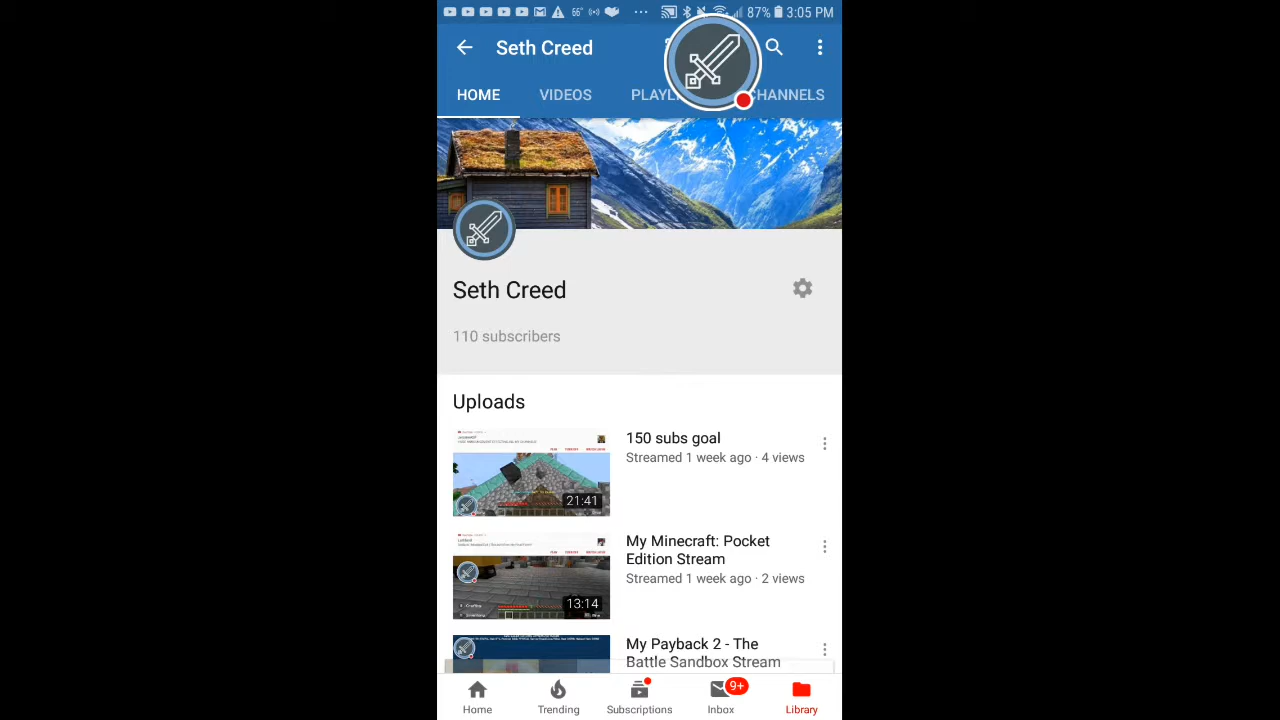 66° 87% 3:05 PM
Seth Creed
HOME VIDEOS PLAYL CHANNELS
Seth Creed
110 subscribers
Uploads
150 subs goal
Streamed 1 week ago · 4 views
21:41
My Minecraft: Pocket
Edition Stream
Streamed 1 week ago · 2 views
13:14
My Payback 2 - The
Battle Sandbox Stream
9+
Home Trending Subscriptions Inbox Library